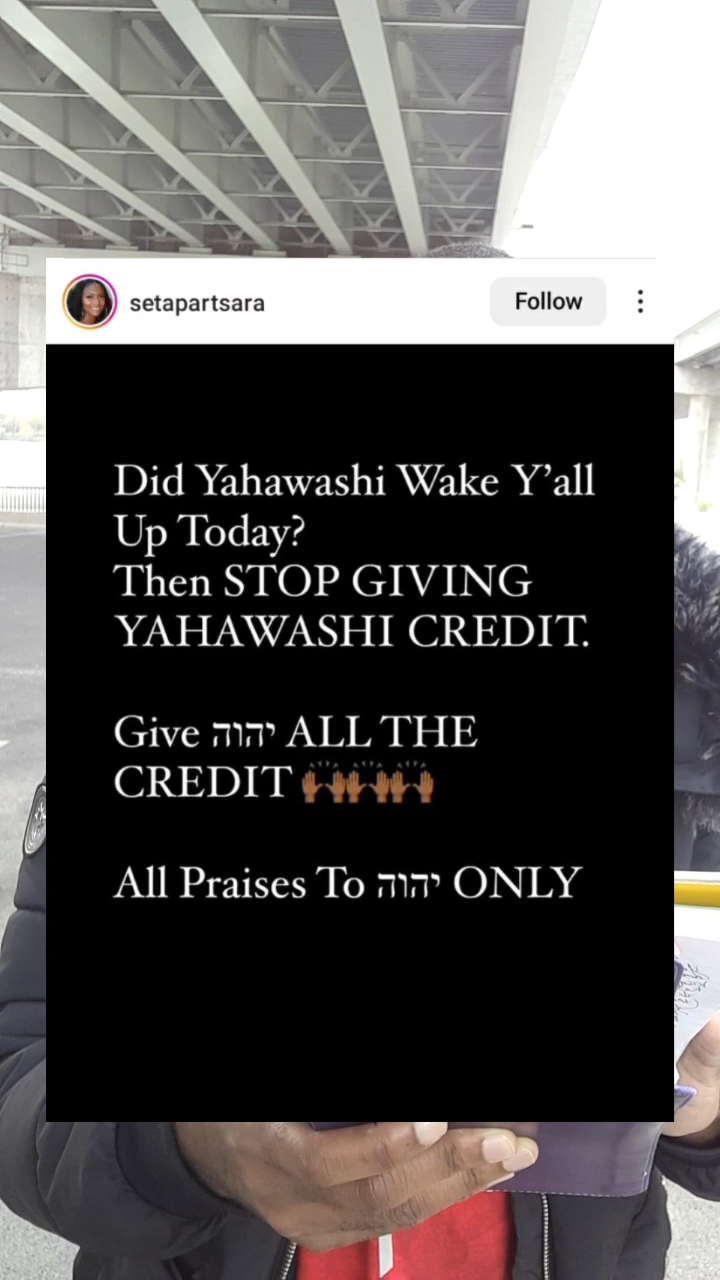 setapartsara
Follow
Did Yahawashi Wake Y’all
Up Today?
Then STOP GIVING
YAHAWASHI CREDIT.
Give יהוה ALL THE
CREDIT 🙌🏾🙌🏾🙌🏾
All Praises To יהוה ONLY